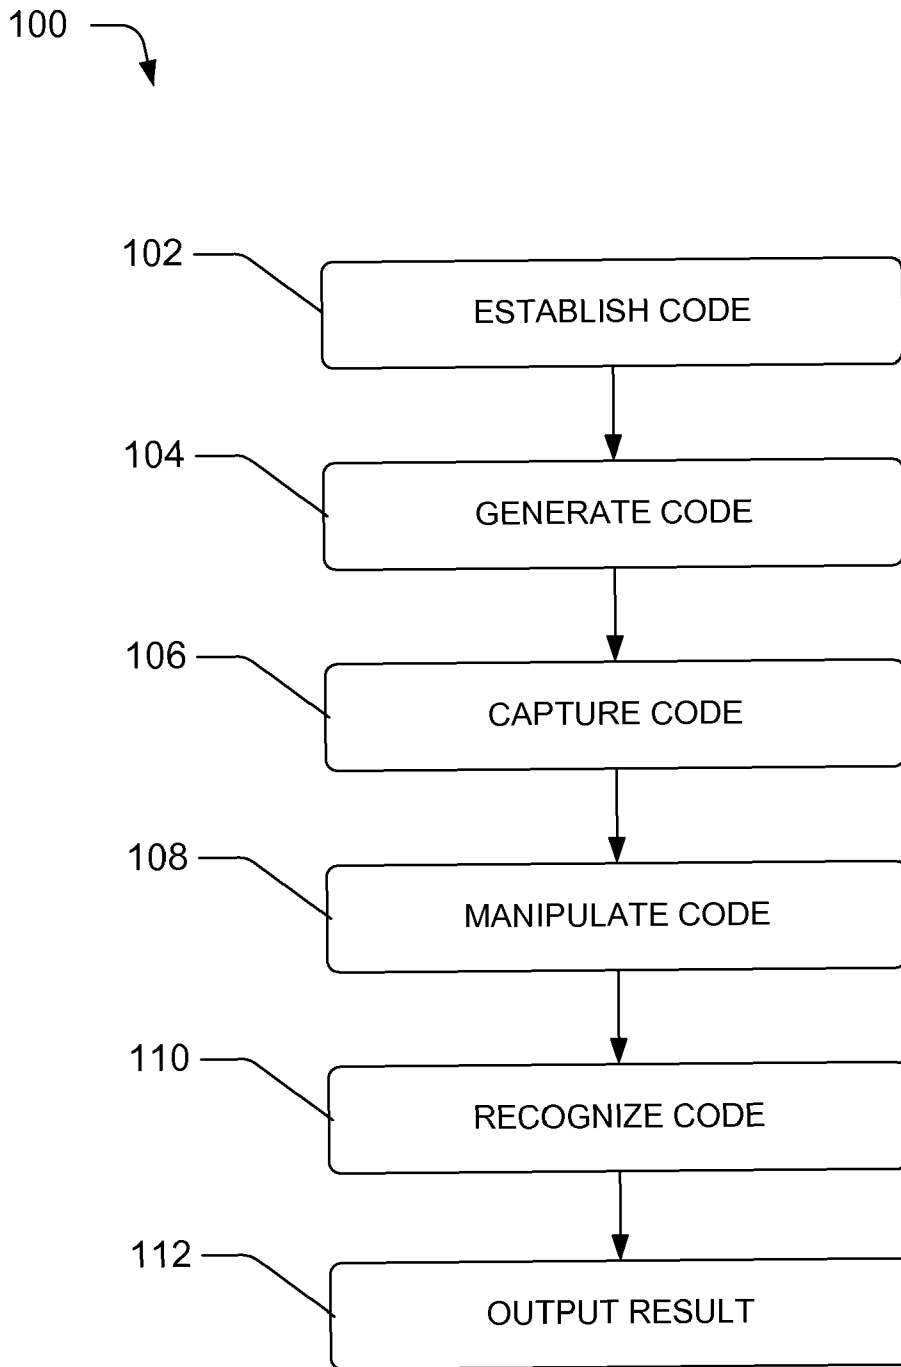 100
102
ESTABLISH CODE
104
GENERATE CODE
106
CAPTURE CODE
108
MANIPULATE CODE
110
RECOGNIZE CODE
112
OUTPUT RESULT